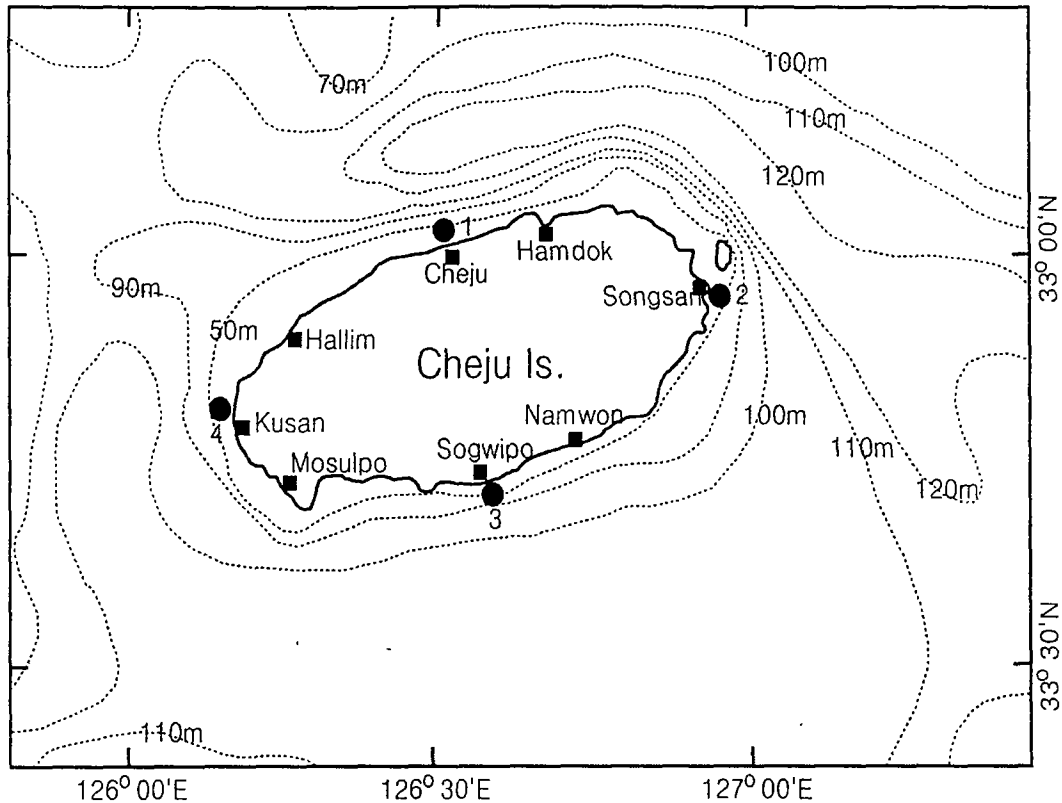 70m
100m
110m
120m
1
Hamdok
Cheju
33° 00'N
90m
Songsan
2
50m
Hallim
Cheju Is.
4
Kusan
Namwon
100m
Sogwipo
110m
Mosulpo
120m
3
33° 30'N
110m
126° 00'E
126° 30'E
127° 00'E